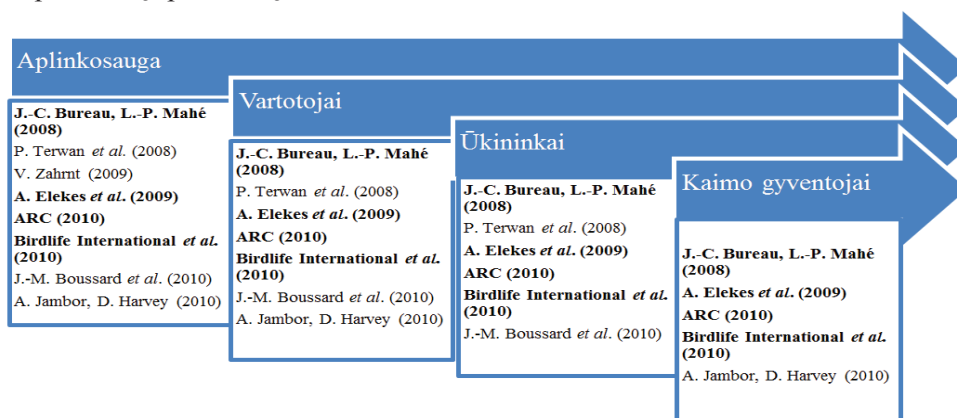 Aplinkosauga
J.-C. Bureau, L.-P. Mahé
(2008)
P. Terwan et al. (2008)
V. Zahrnt (2009)
A. Elekes et al. (2009)
ARC (2010)
Birdlife International et al.
(2010)
J.-M. Boussard et al. (2010)
A. Jambor, D. Harvey (2010)
Vartotojai
J.-C. Bureau, L.-P. Mahé
(2008)
P. Terwan et al. (2008)
A. Elekes et al. (2009)
ARC (2010)
Birdlife International et al.
(2010)
J.-M. Boussard et al. (2010)
A. Jambor, D. Harvey (2010)
Ūkininkai
J.-C. Bureau, L.-P. Mahé
(2008)
P. Terwan et al. (2008)
A. Elekes et al. (2009)
ARC (2010)
Birdlife International et al.
(2010)
J.-M. Boussard et al. (2010)
Kaimo gyventojai
J.-C. Bureau, L.-P. Mahé
(2008)
A. Elekes et al. (2009)
ARC (2010)
Birdlife International et al.
(2010)
A. Jambor, D. Harvey (2010)